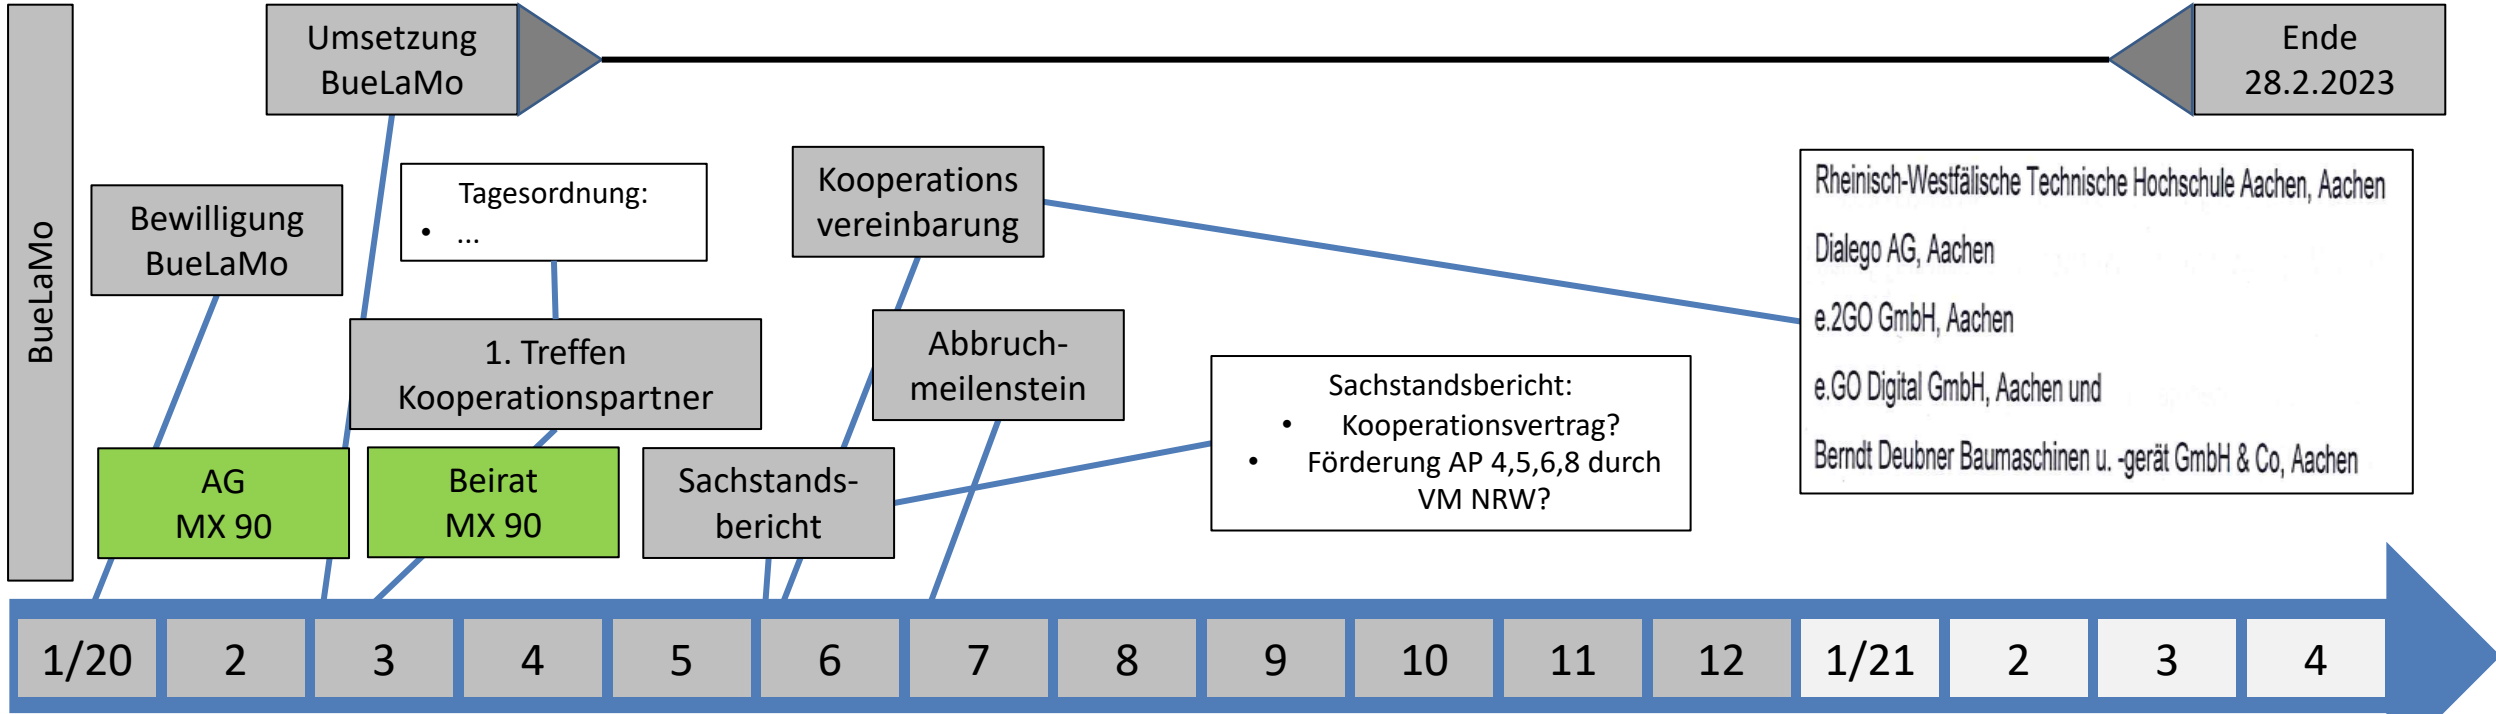 BueLaMo
Umsetzung
BueLaMo
Ende
28.2.2023
Bewilligung
BueLaMo
Tagesordnung:
• ...
Kooperations
vereinbarung
Rheinisch-Westfälische Technische Hochschule Aachen, Aachen
Dialego AG, Aachen
e.2GO GmbH, Aachen
e.GO Digital GmbH, Aachen und
Berndt Deubner Baumaschinen u. -gerät GmbH & Co, Aachen
1. Treffen
Kooperationspartner
Abbruch-
meilenstein
Sachstandsbericht:
• Kooperationsvertrag?
• Förderung AP 4,5,6,8 durch
VM NRW?
AG
MX 90
Beirat
MX 90
Sachstands-
bericht
1/20 2 3 4 5 6 7 8 9 10 11 12 1/21 2 3 4